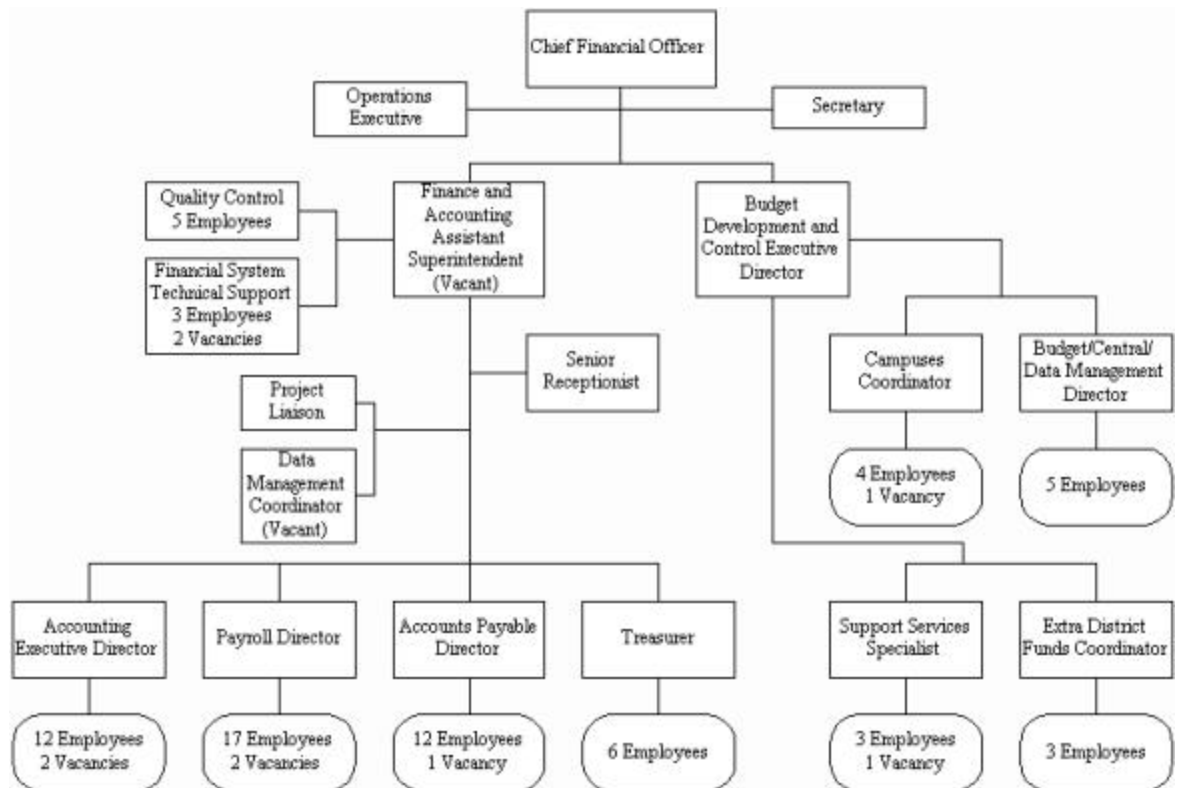 Chief Financial Officer
Operations
Executive
Secretary
Quality Control
5 Employees
Finance and
Accounting
Assistant
Superintendent
(Vacant)
Budget
Development and
Control Executive
Director
Financial System
Technical Support
3 Employees
2 Vacancies
Senior
Receptionist
Campuses
Coordinator
Budget/Central/
Data Management
Director
Project
Liaison
Data
Management
Coordinator
(Vacant)
4 Employees
1 Vacancy
5 Employees
Accounting
Executive Director
Payroll Director
Accounts Payable
Director
Treasurer
Support Services
Specialist
Extra District
Funds Coordinator
12 Employees
2 Vacancies
17 Employees
2 Vacancies
12 Employees
1 Vacancy
6 Employees
3 Employees
1 Vacancy
3 Employees